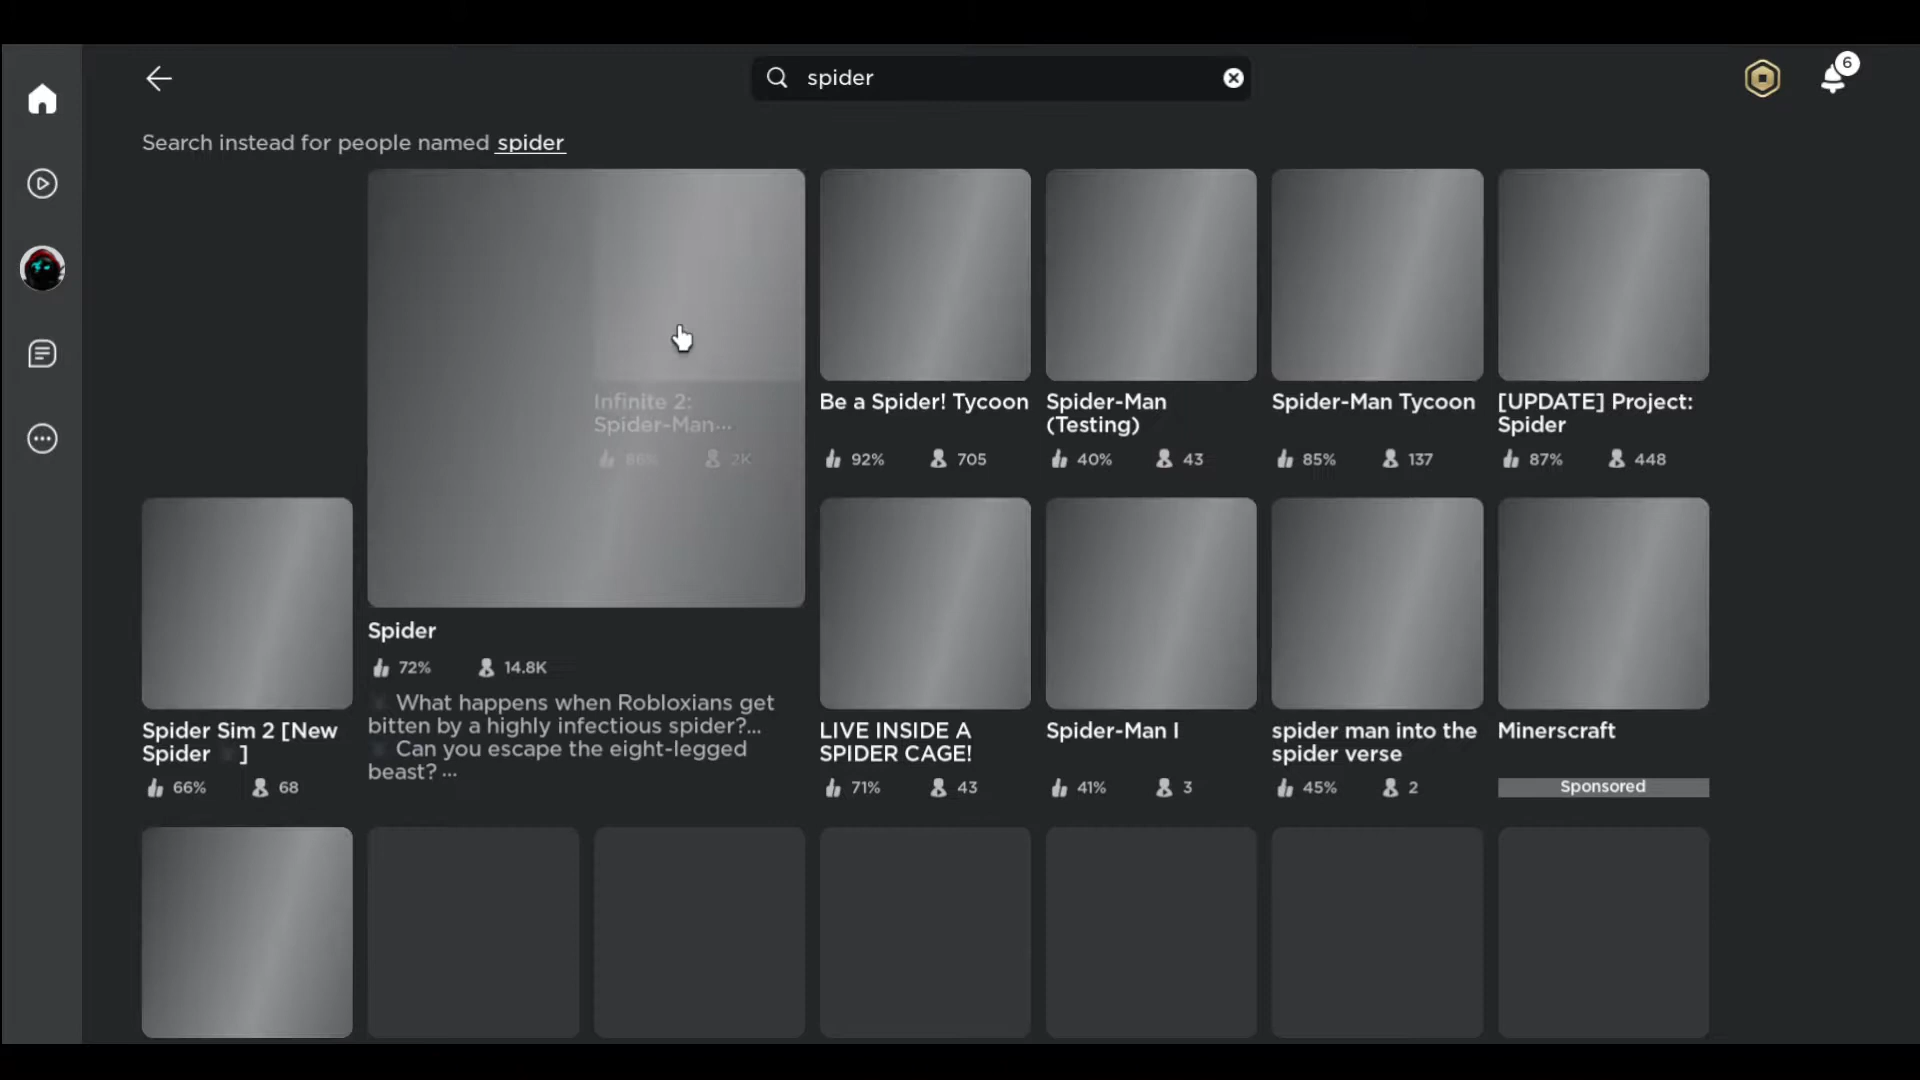 spider
6
Search instead for people named spider
Infinite 2:
Spider-Man...
86% 2K
Be a Spider! Tycoon
92% 705
Spider-Man
(Testing)
40% 43
Spider-Man Tycoon
85% 137
[UPDATE] Project:
Spider
87% 448
Spider Sim 2 [New
Spider ]
66% 68
Spider
72% 14.8K
What happens when Robloxians get
bitten by a highly infectious spider?...
Can you escape the eight-legged
beast? ...
LIVE INSIDE A
SPIDER CAGE!
71% 43
Spider-Man I
41% 3
spider man into the
spider verse
45% 2
Minerscraft
Sponsored